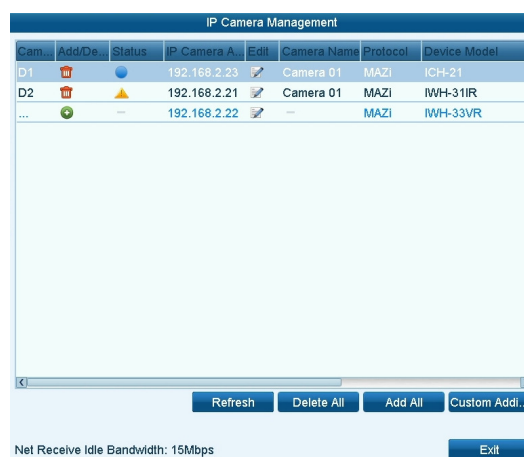 IP Camera Management
Cam... Add/De... Status IP Camera A... Edit Camera Name Protocol Device Model
D1 192.168.2.23 Camera 01 MAZi ICH-21
D2 192.168.2.21 Camera 01 MAZi IWH-31IR
... – 192.168.2.22 – MAZi IWH-33VR
Refresh Delete All Add All Custom Addi..
Net Receive Idle Bandwidth: 15Mbps Exit